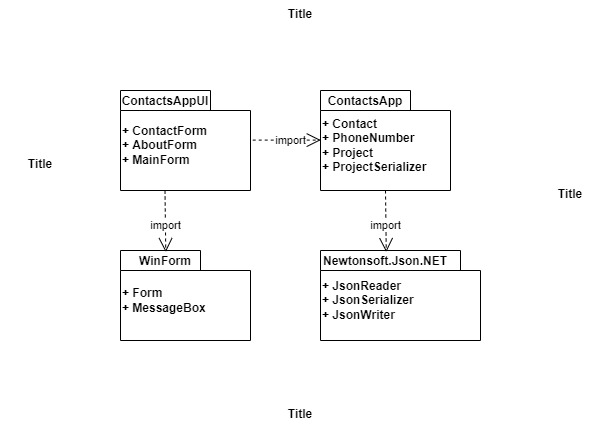 Title
ContactsAppUI
+ ContactForm
+ AboutForm
+ MainForm
import
ContactsApp
+ Contact
+ PhoneNumber
+ Project
+ ProjectSerializer
Title
Title
import
import
WinForm
+ Form
+ MessageBox
Newtonsoft.Json.NET
+ JsonReader
+ JsonSerializer
+ JsonWriter
Title